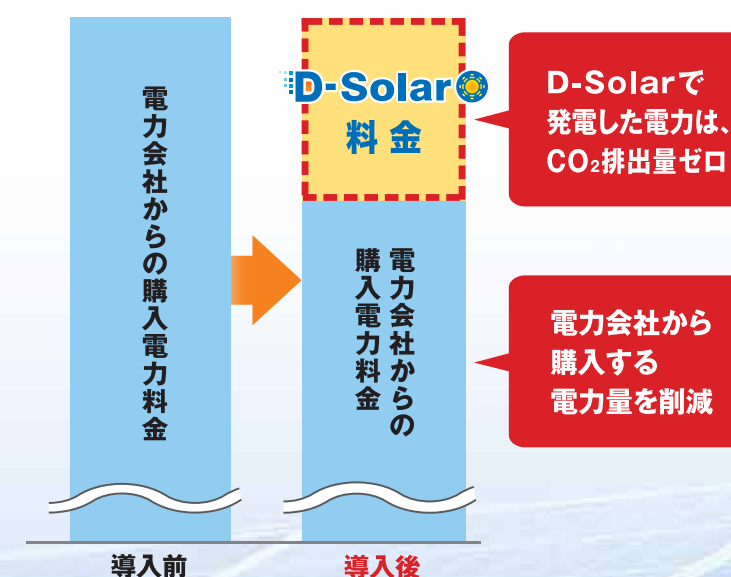 電力会社からの購入電力料金
D-Solar
料金
電力会社からの
購入電力料金
D-Solarで
発電した電力は、
CO₂排出量ゼロ
電力会社から
購入する
電力量を削減
導入前
導入後